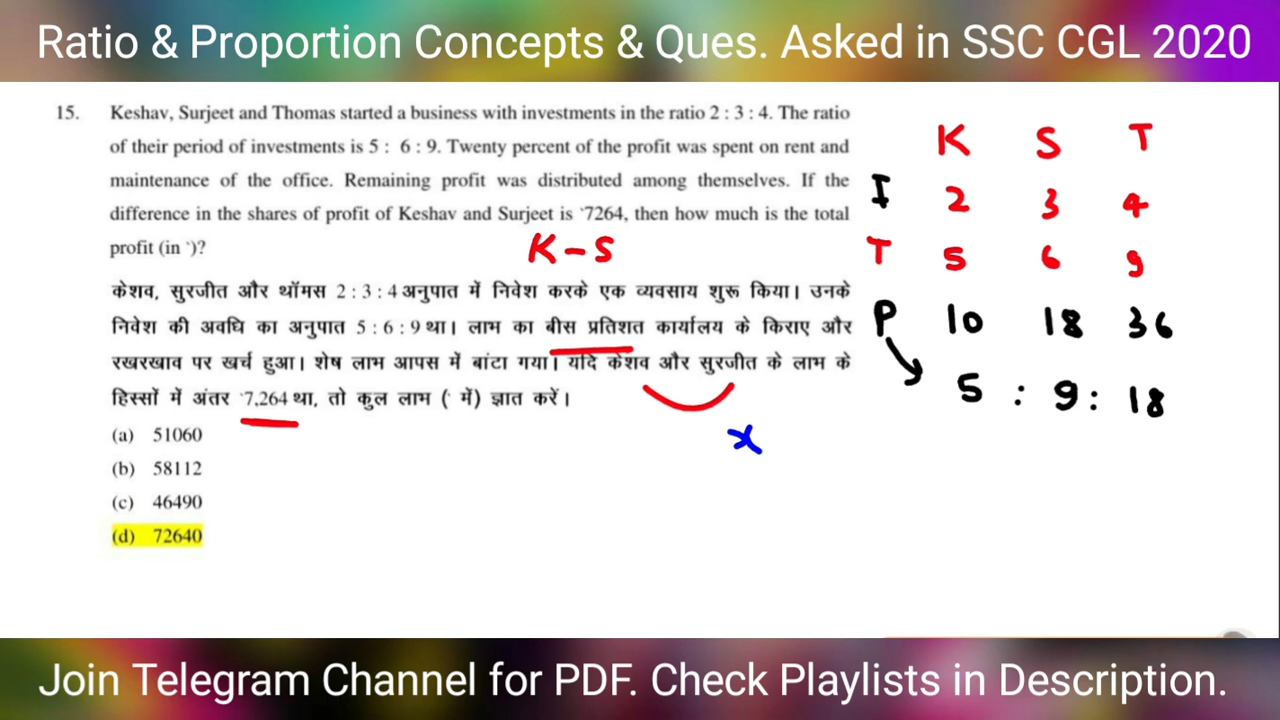 Ratio & Proportion Concepts & Ques. Asked in SSC CGL 2020
15. Keshav, Surjeet and Thomas started a business with investments in the ratio 2 : 3 : 4. The ratio
of their period of investments is 5 : 6 : 9. Twenty percent of the profit was spent on rent and
maintenance of the office. Remaining profit was distributed among themselves. If the
difference in the shares of profit of Keshav and Surjeet is `7264, then how much is the total
profit (in `)?
K - S
केशव, सुरजीत और थॉमस 2 : 3 : 4 अनुपात में निवेश करके एक व्यवसाय शुरू किया। उनके
निवेश की अवधि का अनुपात 5 : 6 : 9 था। लाभ का बीस प्रतिशत कार्यालय के किराए और
रखरखाव पर खर्च हुआ। शेष लाभ आपस में बांटा गया। यदि केशव और सुरजीत के लाभ के
हिस्सों में अंतर `7,264 था, तो कुल लाभ (` में) ज्ञात करें।
x
(a) 51060
(b) 58112
(c) 46490
(d) 72640
K S T
I 2 3 4
T 5 6 9
P 10 18 36
5 : 9 : 18
Join Telegram Channel for PDF. Check Playlists in Description.